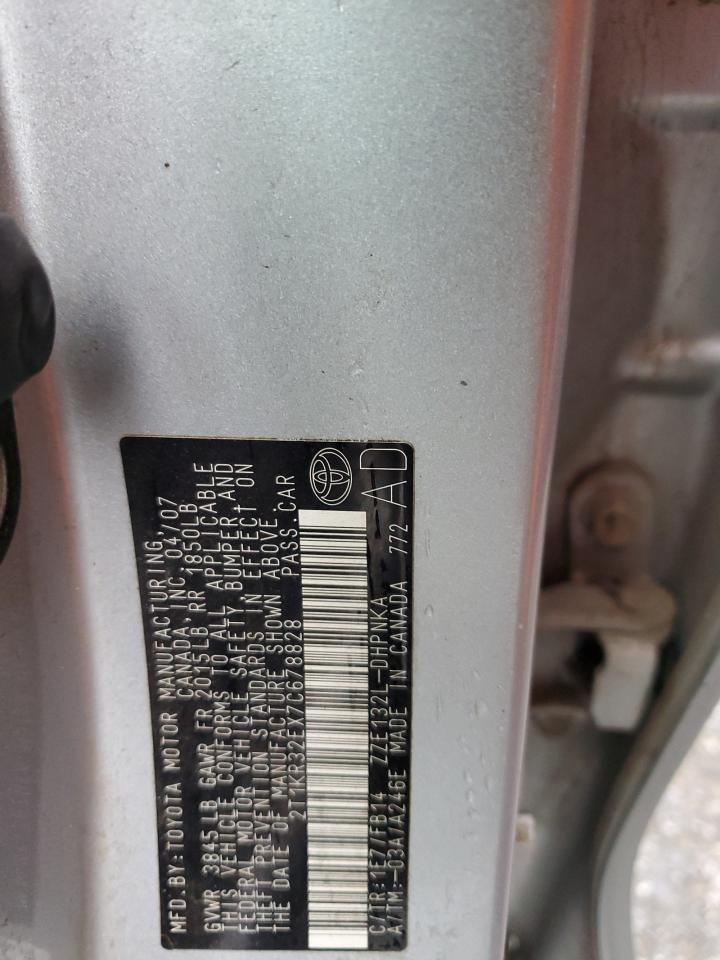 MFD BY: TOYOTA MOTOR MANUFACTURING,
CANADA, INC. 04/07
GVWR 3845 LB GAWR FR 2015LB RR 1850LB
THIS VEHICLE CONFORMS TO ALL APPLICABLE
FEDERAL MOTOR VEHICLE SAFETY BUMPER AND
THEFT PREVENTION STANDARDS IN EFFECT ON
THE DATE OF MANUFACTURE SHOWN ABOVE.
2T1KR32EX7C678828 PASS. CAR
C/TR: 1E7/FB14 ZZE132L-DHPNKA
A/TM: -03A/A246E MADE IN CANADA 772
AD